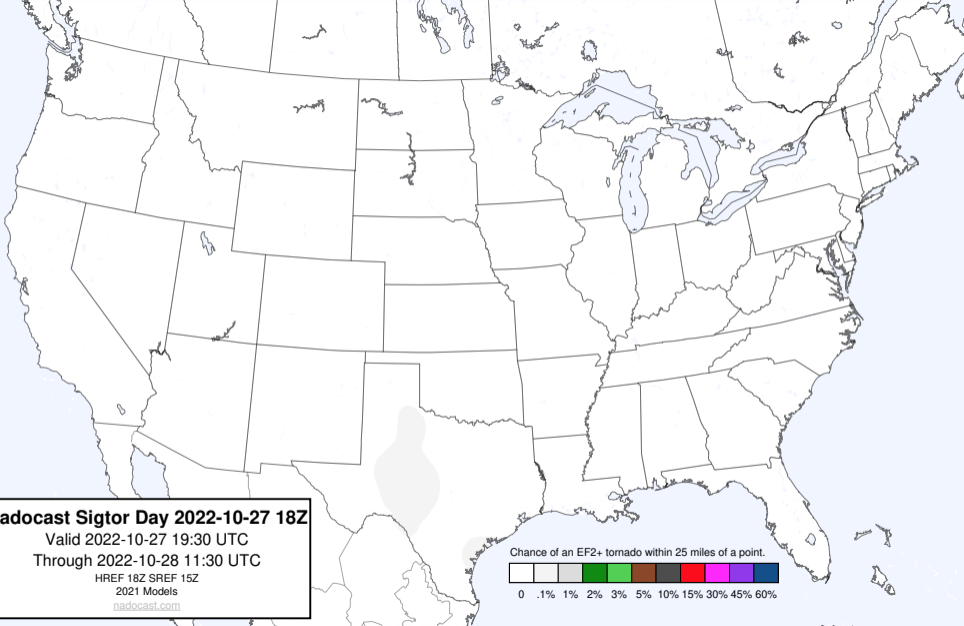 adocast Sigtor Day 2022-10-27 18Z
Valid 2022-10-27 19:30 UTC
Through 2022-10-28 11:30 UTC
HREF 18Z SREF 15Z
2021 Models
nadocast.com
Chance of an EF2+ tornado within 25 miles of a point.
0 .1% 1% 2% 3% 5% 10% 15% 30% 45% 60%